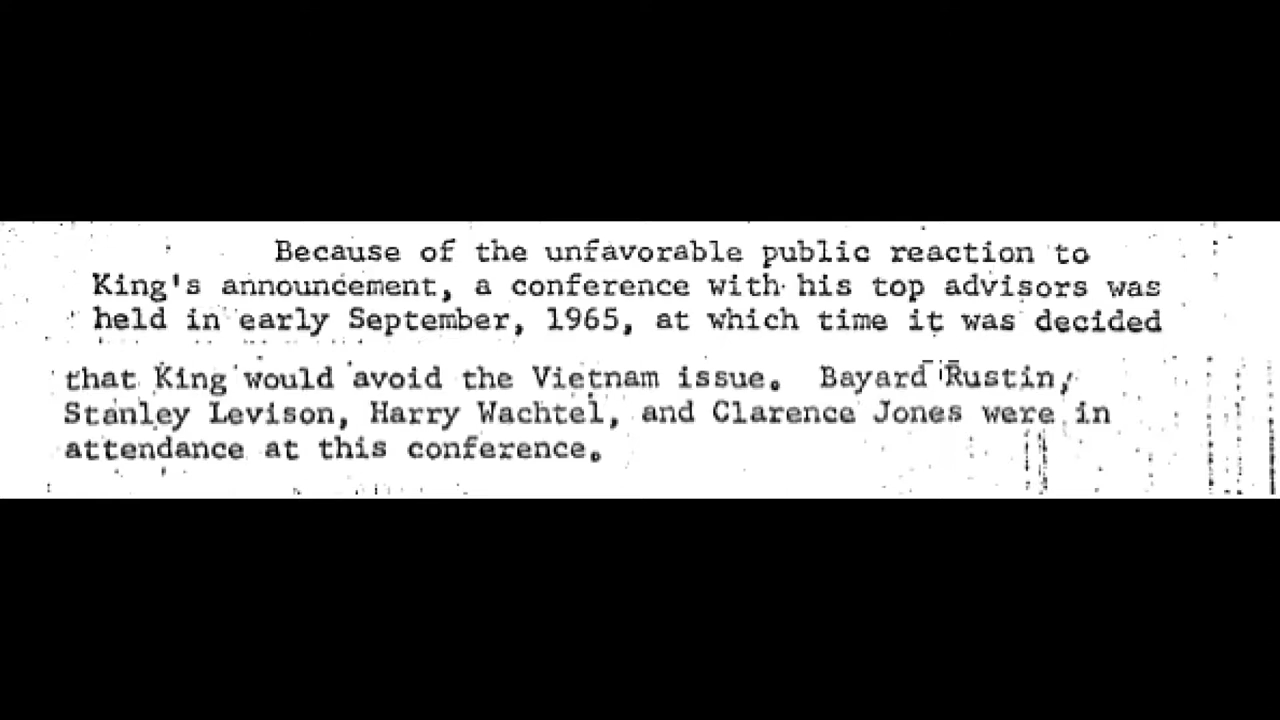 Because of the unfavorable public reaction to
King's announcement, a conference with his top advisors was
held in early September, 1965, at which time it was decided
that King would avoid the Vietnam issue. Bayard Rustin,
Stanley Levison, Harry Wachtel, and Clarence Jones were in
attendance at this conference.